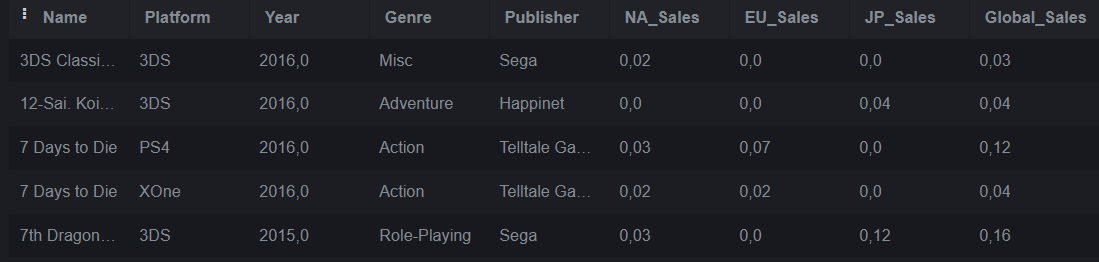 Name Platform Year Genre Publisher NA_Sales EU_Sales JP_Sales Global_Sales
3DS Classi... 3DS 2016,0 Misc Sega 0,02 0,0 0,0 0,03
12-Sai. Koi... 3DS 2016,0 Adventure Happinet 0,0 0,0 0,04 0,04
7 Days to Die PS4 2016,0 Action Telltale Ga... 0,03 0,07 0,0 0,12
7 Days to Die XOne 2016,0 Action Telltale Ga... 0,02 0,02 0,0 0,04
7th Dragon... 3DS 2015,0 Role-Playing Sega 0,03 0,0 0,12 0,16